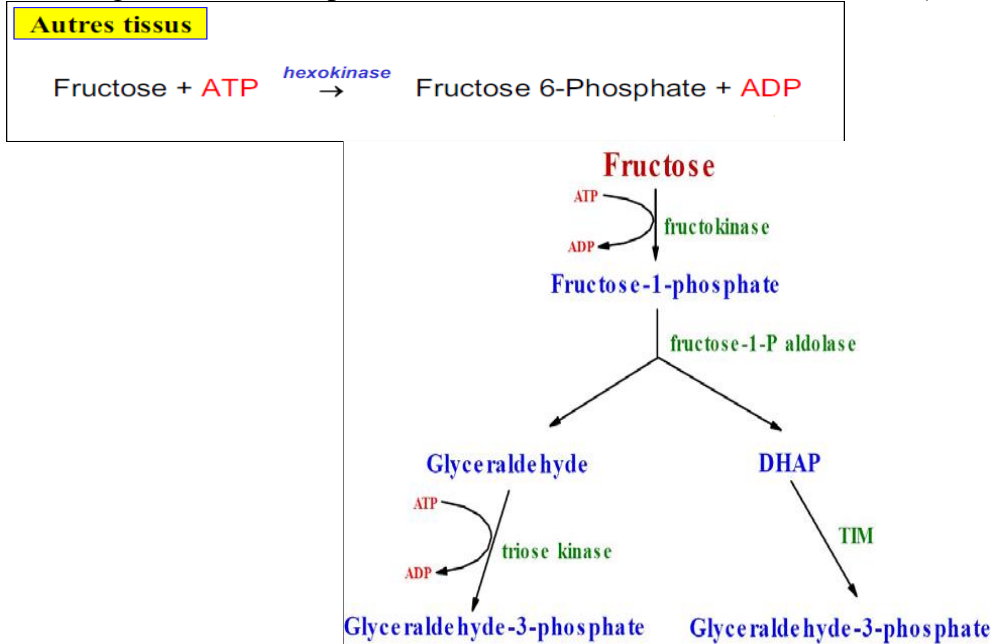 Autres tissus
hexokinase
Fructose + ATP → Fructose 6-Phosphate + ADP
Fructose
ATP
fructokinase
ADP
Fructose-1-phosphate
fructose-1-P aldolase
Glyceraldehyde DHAP
ATP
TIM
triose kinase
ADP
Glyceraldehyde-3-phosphate Glyceraldehyde-3-phosphate